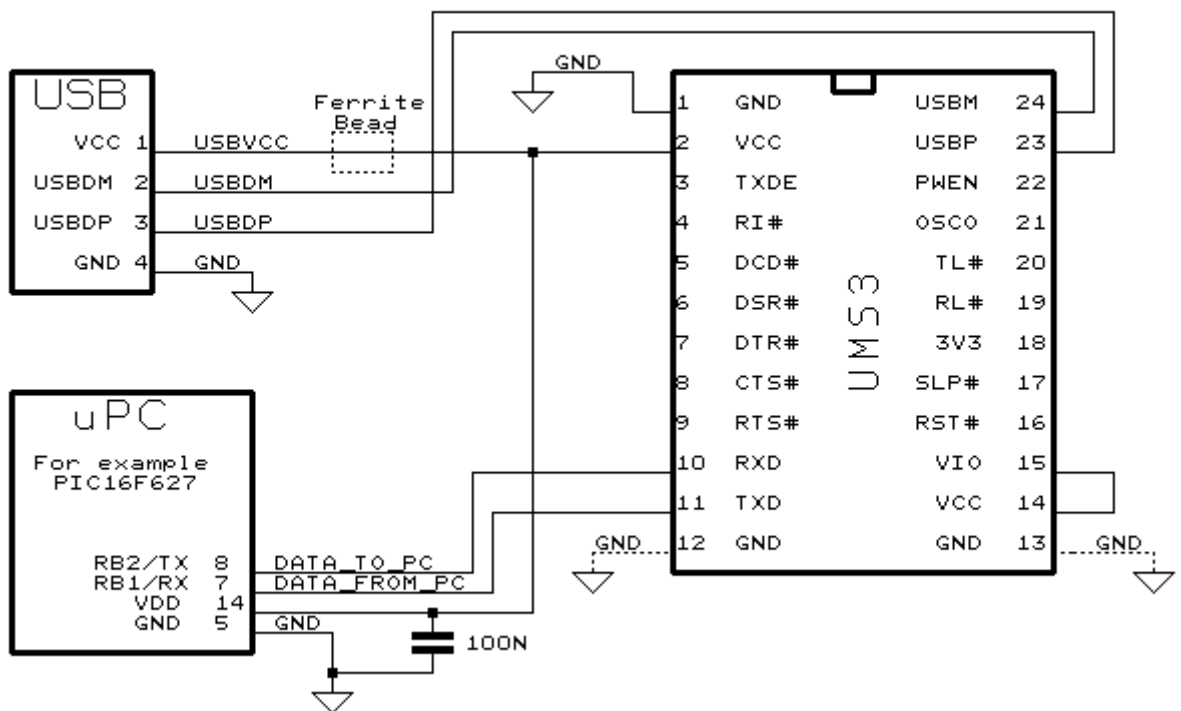 USB
VCC 1
USBDM 2
USBDP 3
GND 4
USBVCC
USBDM
USBDP
GND
Ferrite
Bead
GND
uPC
For example
PIC16F627
RB2/TX 8
RB1/RX 7
VDD 14
GND 5
DATA_TO_PC
DATA_FROM_PC
GND
100N
UMS3
1 GND
2 VCC
3 TXDE
4 RI#
5 DCD#
6 DSR#
7 DTR#
8 CTS#
9 RTS#
10 RXD
11 TXD
12 GND
GND
USBM 24
USBP 23
PWEN 22
OSCO 21
TL# 20
RL# 19
3V3 18
SLP# 17
RST# 16
VIO 15
VCC 14
GND 13
GND